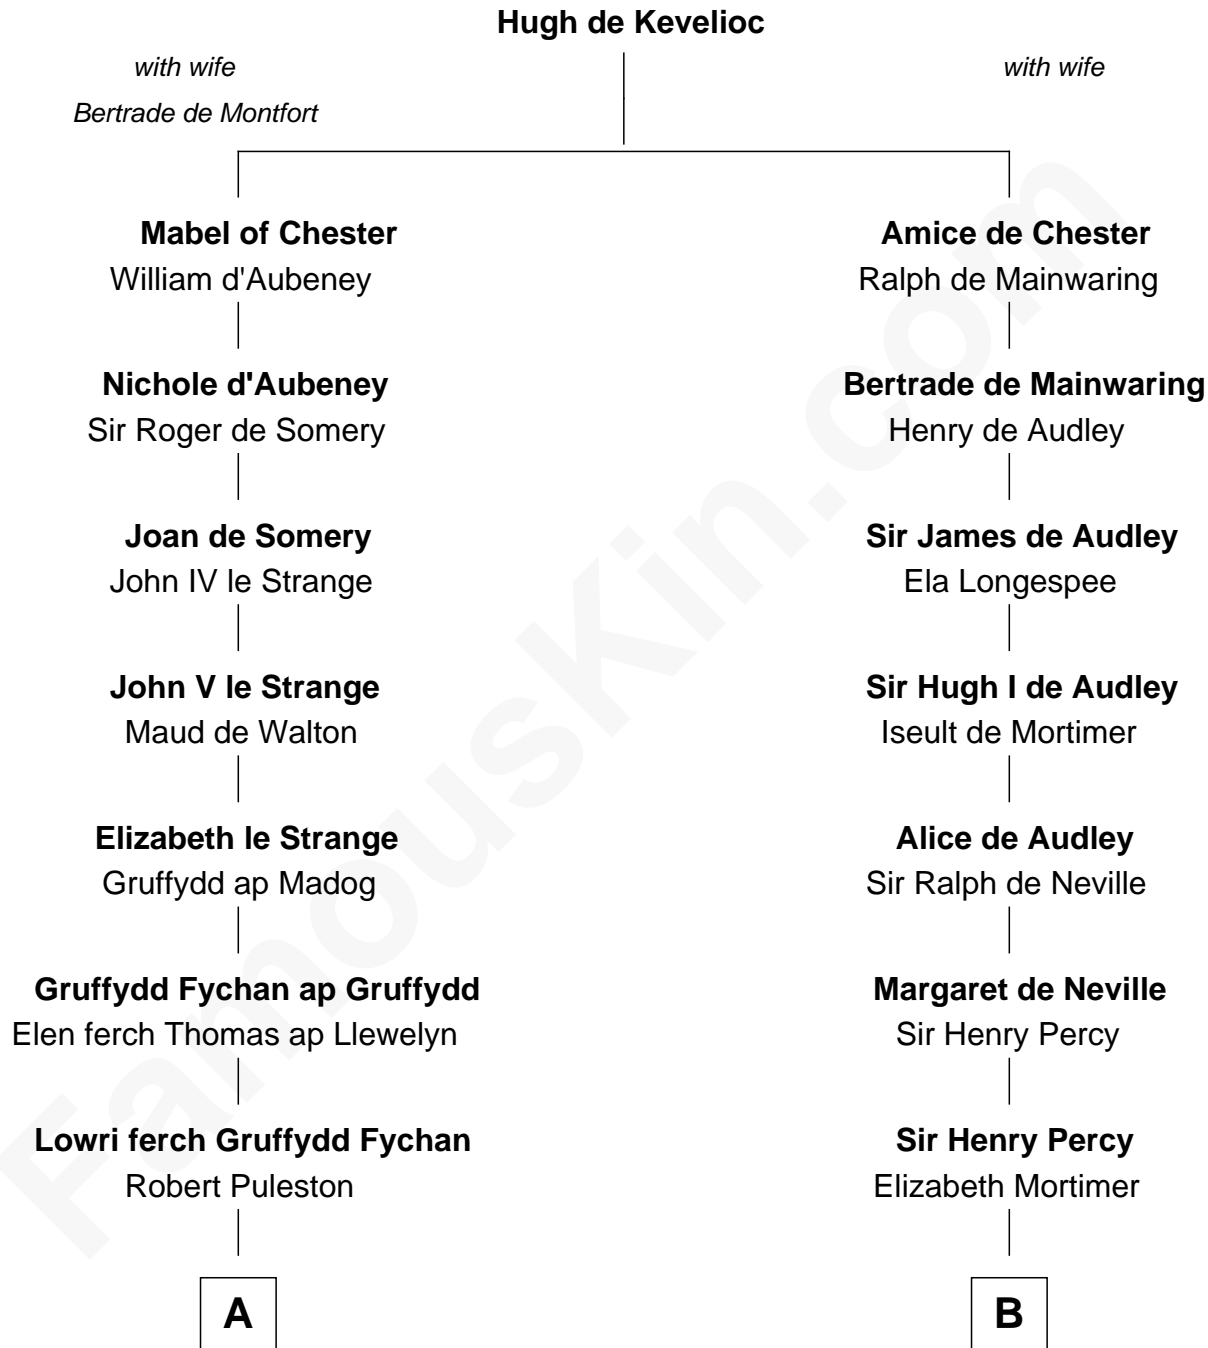 Hugh de Kevelioc
with wife
Bertrade de Montfort
with wife
Mabel of Chester
William d'Aubeney
Amice de Chester
Ralph de Mainwaring
Nichole d'Aubeney
Sir Roger de Somery
Bertrade de Mainwaring
Henry de Audley
Joan de Somery
John IV le Strange
Sir James de Audley
Ela Longespee
John V le Strange
Maud de Walton
Sir Hugh I de Audley
Iseult de Mortimer
Elizabeth le Strange
Gruffydd ap Madog
Alice de Audley
Sir Ralph de Neville
Gruffydd Fychan ap Gruffydd
Elen ferch Thomas ap Llewelyn
Margaret de Neville
Sir Henry Percy
Lowri ferch Gruffydd Fychan
Robert Puleston
Sir Henry Percy
Elizabeth Mortimer
A
B
FamousKin.com